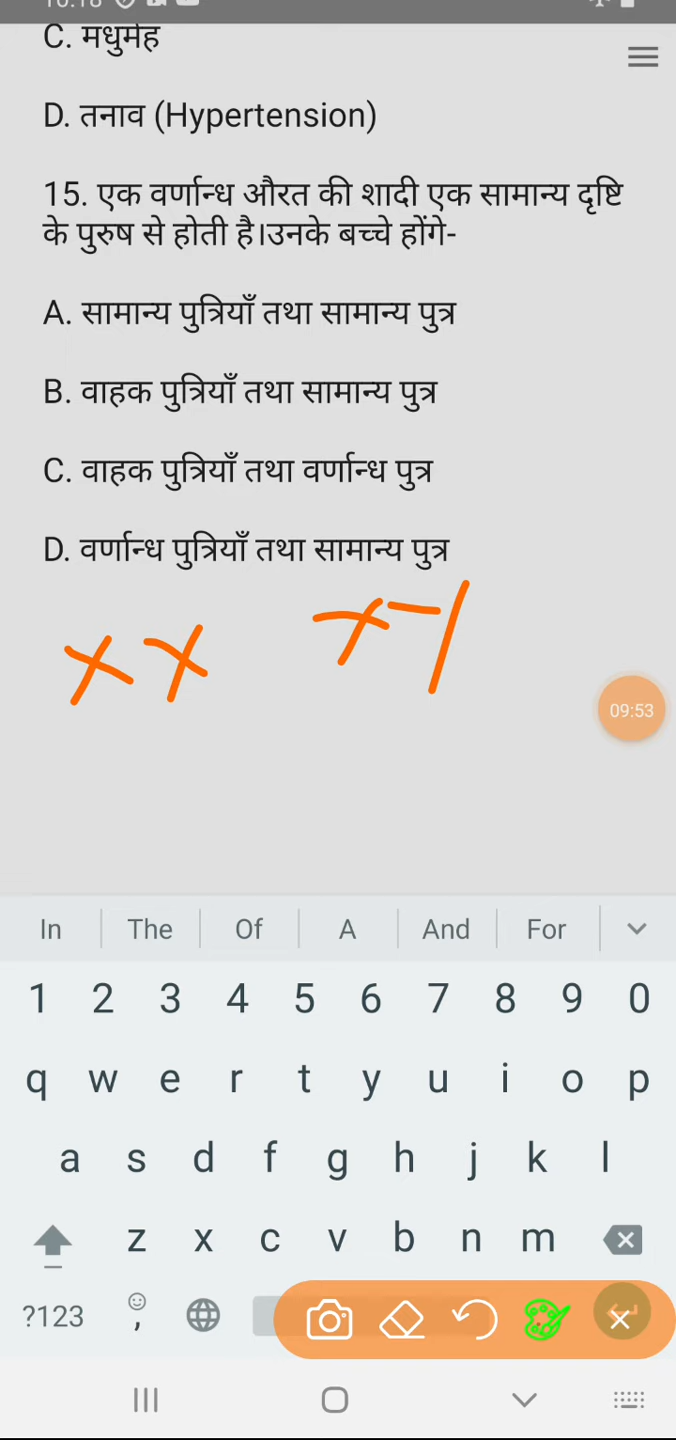 C. मधुमेह
D. तनाव (Hypertension)
15. एक वर्णान्ध औरत की शादी एक सामान्य दृष्टि
के पुरुष से होती है।उनके बच्चे होंगे-
A. सामान्य पुत्रियाँ तथा सामान्य पुत्र
B. वाहक पुत्रियाँ तथा सामान्य पुत्र
C. वाहक पुत्रियाँ तथा वर्णान्ध पुत्र
D. वर्णान्ध पुत्रियाँ तथा सामान्य पुत्र
XX XY
09:53
In The Of A And For
1 2 3 4 5 6 7 8 9 0
q w e r t y u i o p
a s d f g h j k l
z x c v b n m
?123 ,